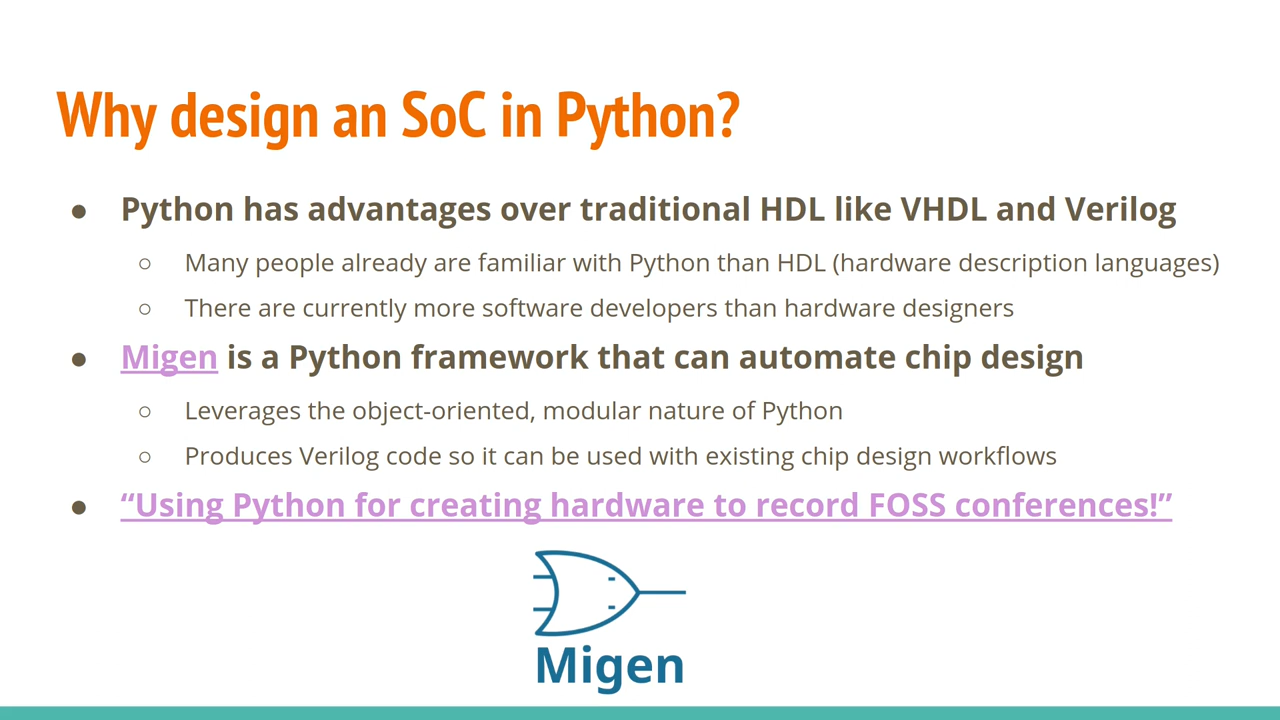 Why design an SoC in Python?
● Python has advantages over traditional HDL like VHDL and Verilog
○ Many people already are familiar with Python than HDL (hardware description languages)
○ There are currently more software developers than hardware designers
● Migen is a Python framework that can automate chip design
○ Leverages the object-oriented, modular nature of Python
○ Produces Verilog code so it can be used with existing chip design workflows
● “Using Python for creating hardware to record FOSS conferences!”
Migen